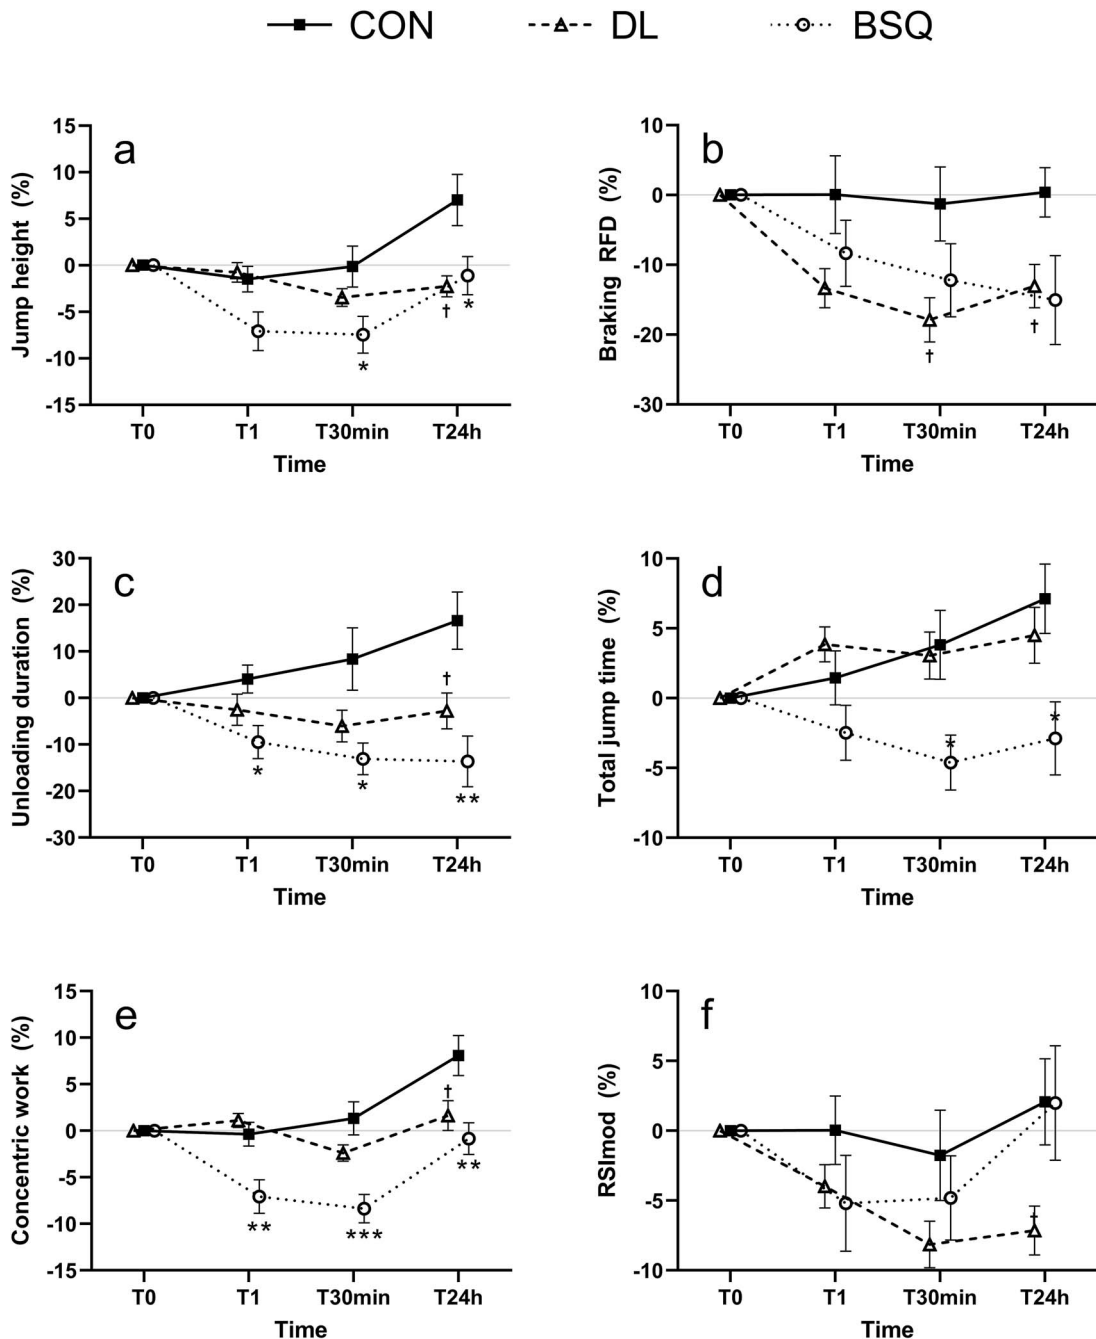 CON DL BSQ
a
Jump height (%)
15
10
5
0
-5
-10
-15
* † *
T0 T1 T30min T24h
Time
b
Braking RFD (%)
10
0
-10
-20
-30
† †
T0 T1 T30min T24h
Time
c
Unloading duration (%)
30
20
10
0
-10
-20
-30
†
* * **
T0 T1 T30min T24h
Time
d
Total jump time (%)
10
5
0
-5
-10
* *
T0 T1 T30min T24h
Time
e
Concentric work (%)
15
10
5
0
-5
-10
-15
†
** *** **
T0 T1 T30min T24h
Time
f
RSImod (%)
10
5
0
-5
-10
†
T0 T1 T30min T24h
Time